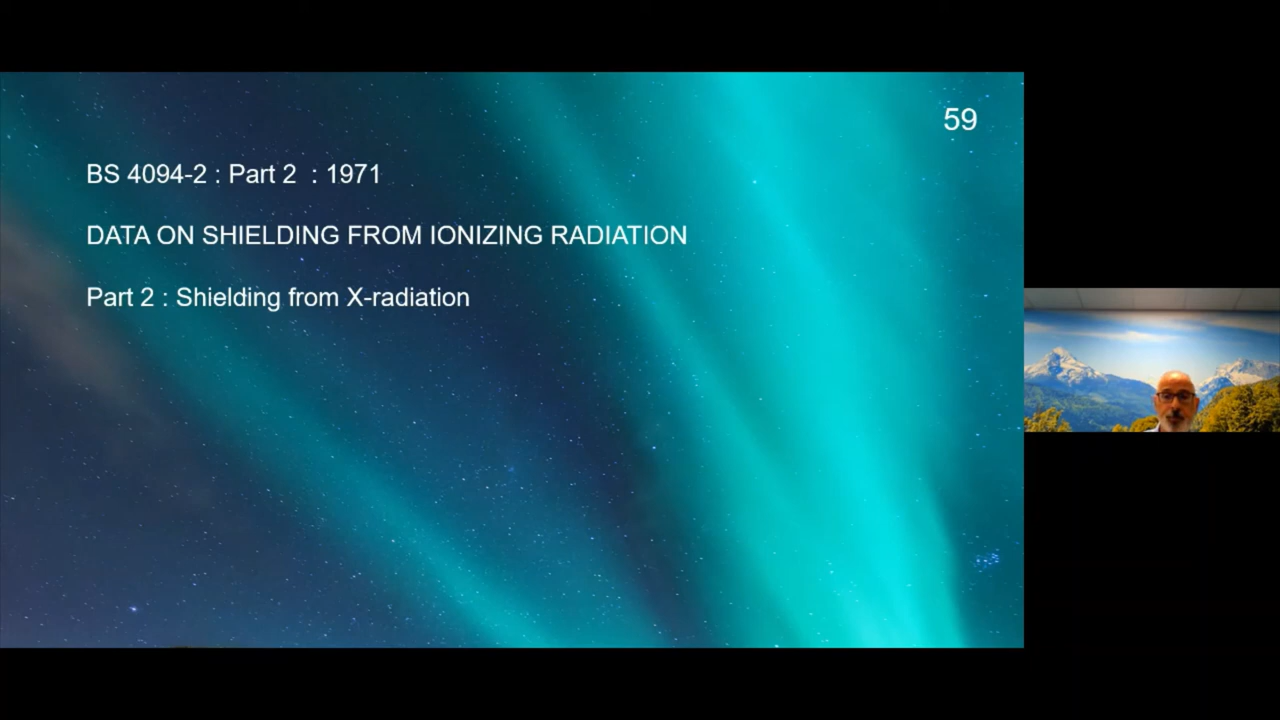 59
BS 4094-2 : Part 2  : 1971
DATA ON SHIELDING FROM IONIZING RADIATION
Part 2 : Shielding from X-radiation